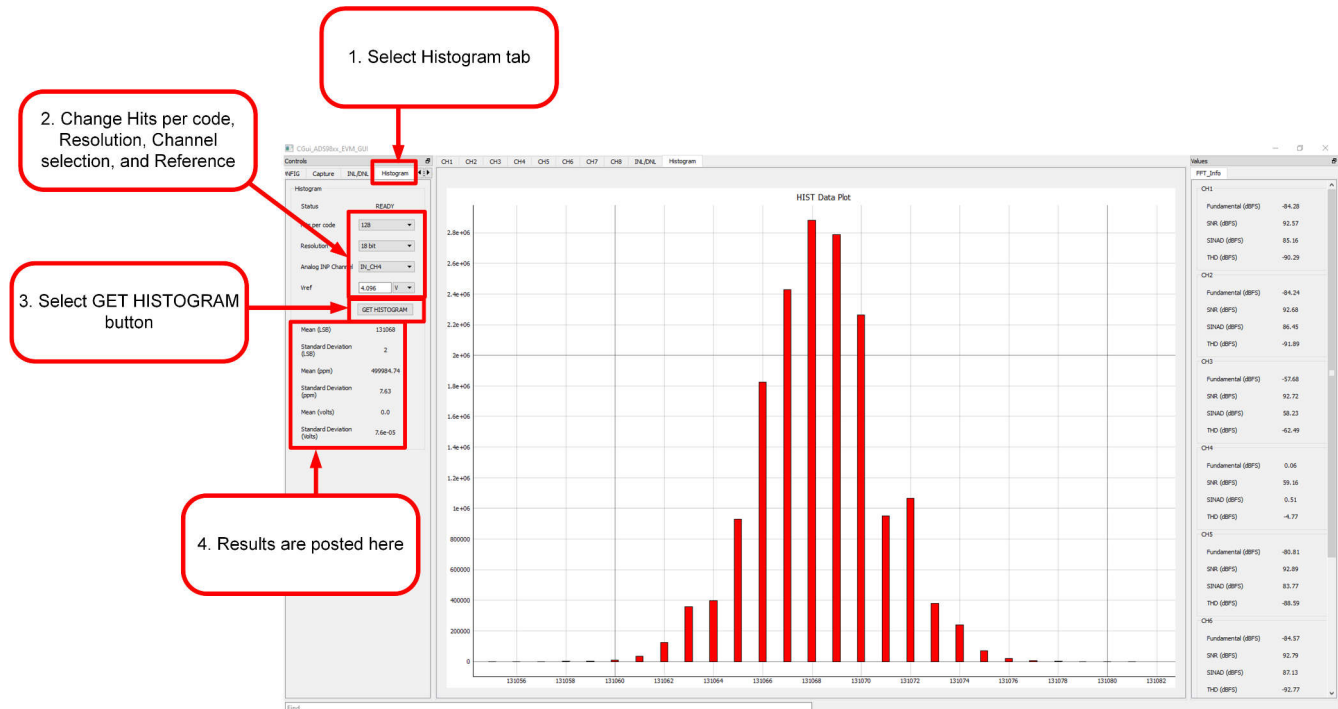 1. Select Histogram tab
2. Change Hits per code,
Resolution, Channel
selection, and Reference
3. Select GET HISTOGRAM
button
4. Results are posted here
CGui_ADS98xx_EVM_GUI
Controls
NFIG Capture INL/DNL Histogram
Histogram
Status READY
per code 128
Resolution 18 bit
Analog INP Channel IN_CH4
Vref 4.096 V
GET HISTOGRAM
Mean (LSB) 131068
Standard Deviation
(LSB) 2
Mean (ppm) 499984.74
Standard Deviation
(ppm) 7.63
Mean (volts) 0.0
Standard Deviation
(Volts) 7.6e-05
CH1 CH2 CH3 CH4 CH5 CH6 CH7 CH8 INL/DNL Histogram
HIST Data Plot
2.8e+06
2.6e+06
2.4e+06
2.2e+06
2e+06
1.8e+06
1.6e+06
1.4e+06
1.2e+06
1e+06
800000
600000
400000
200000
0
131056 131058 131060 131062 131064 131066 131068 131070 131072 131074 131076 131078 131080 131082
Values
FFT_Info
CH1
Fundamental (dBFS) -84.28
SNR (dBFS) 92.57
SINAD (dBFS) 85.16
THD (dBFS) -90.29
CH2
Fundamental (dBFS) -84.24
SNR (dBFS) 92.68
SINAD (dBFS) 86.45
THD (dBFS) -91.89
CH3
Fundamental (dBFS) -57.68
SNR (dBFS) 92.72
SINAD (dBFS) 58.23
THD (dBFS) -62.49
CH4
Fundamental (dBFS) 0.06
SNR (dBFS) 59.16
SINAD (dBFS) 0.51
THD (dBFS) -4.77
CH5
Fundamental (dBFS) -80.81
SNR (dBFS) 92.89
SINAD (dBFS) 83.77
THD (dBFS) -88.59
CH6
Fundamental (dBFS) -84.57
SNR (dBFS) 92.79
SINAD (dBFS) 87.13
THD (dBFS) -92.77